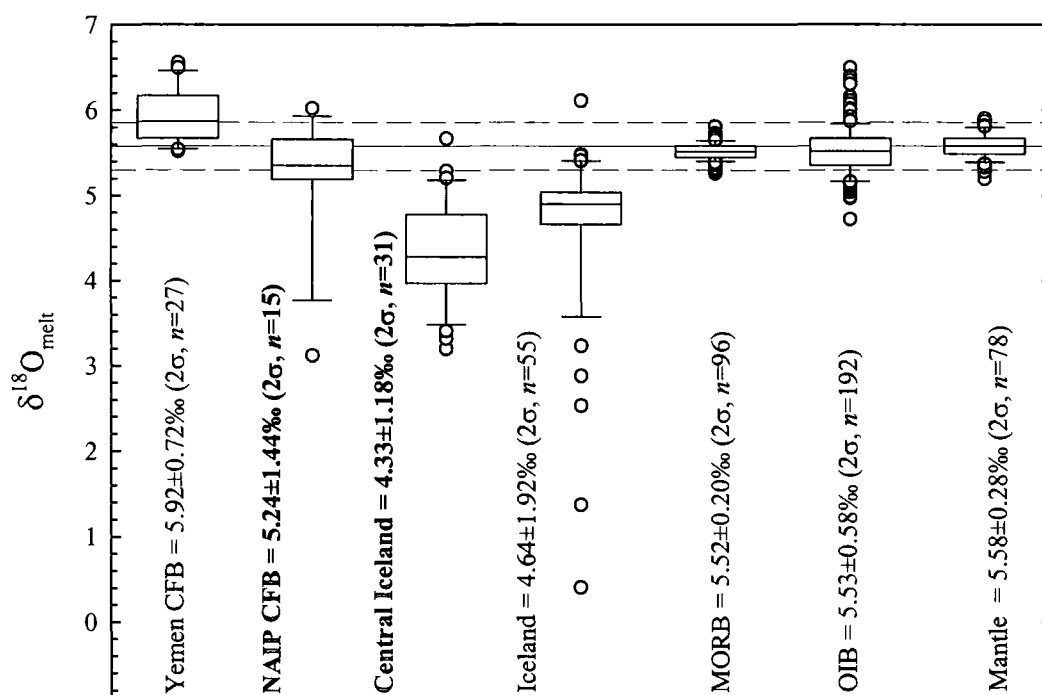 7
6
5
4
3
2
1
0
δ18Omelt
Yemen CFB = 5.92±0.72‰ (2σ, n=27)
NAIP CFB = 5.24±1.44‰ (2σ, n=15)
Central Iceland = 4.33±1.18‰ (2σ, n=31)
Iceland = 4.64±1.92‰ (2σ, n=55)
MORB = 5.52±0.20‰ (2σ, n=96)
OIB = 5.53±0.58‰ (2σ, n=192)
Mantle = 5.58±0.28‰ (2σ, n=78)